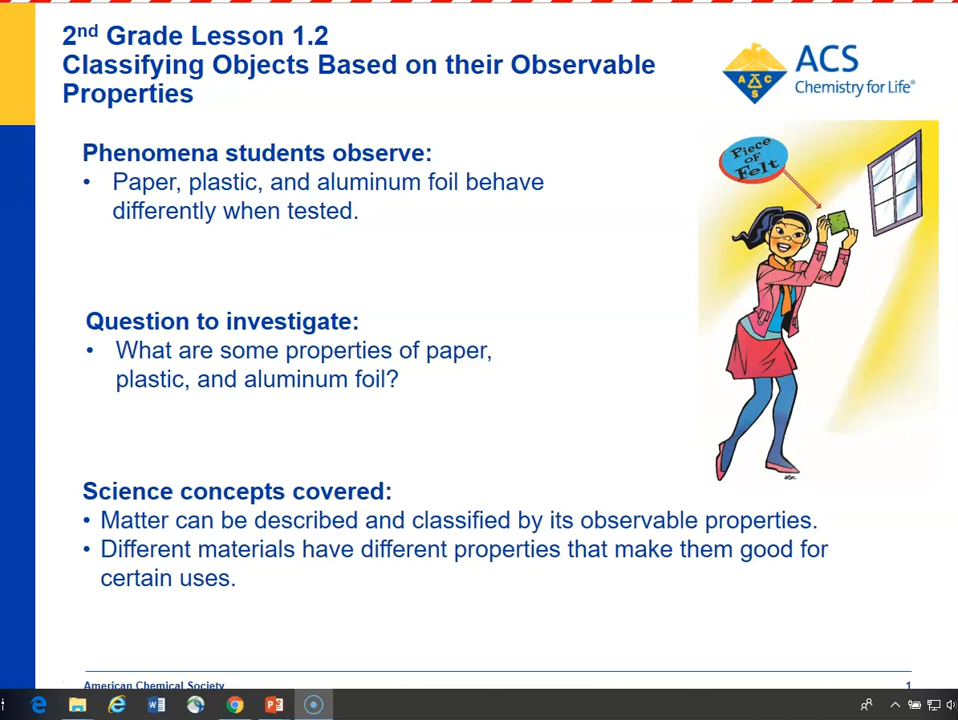 2nd Grade Lesson 1.2
Classifying Objects Based on their Observable
Properties
ACS
Chemistry for Life®
A C S
Phenomena students observe:
• Paper, plastic, and aluminum foil behave
differently when tested.
Piece
OF
Felt
Question to investigate:
• What are some properties of paper,
plastic, and aluminum foil?
Science concepts covered:
• Matter can be described and classified by its observable properties.
• Different materials have different properties that make them good for
certain uses.
American Chemical Society
1